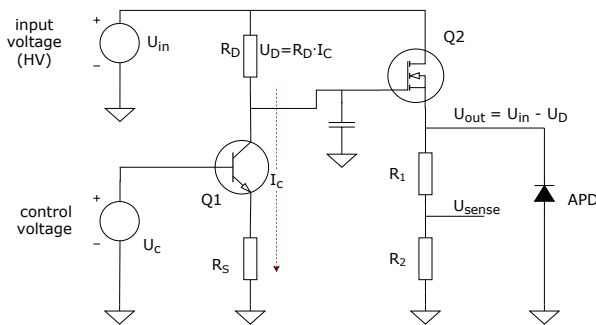 input
voltage
(HV)
+
−
U_in
R_D
U_D=R_D·I_C
Q2
U_out = U_in - U_D
Q1
I_C
R_1
APD
control
voltage
+
−
U_c
U_sense
R_S
R_2